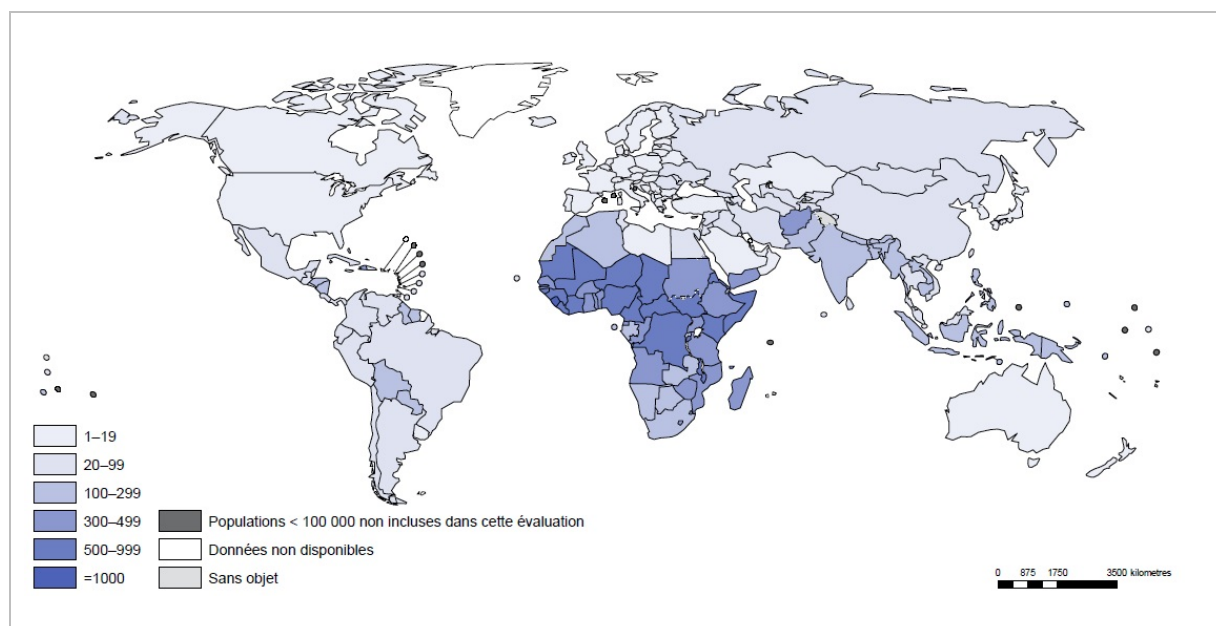 1–19
20–99
100–299
300–499
500–999
=1000
Populations < 100 000 non incluses dans cette évaluation
Données non disponibles
Sans objet
0 875 1750 3500 kilometres